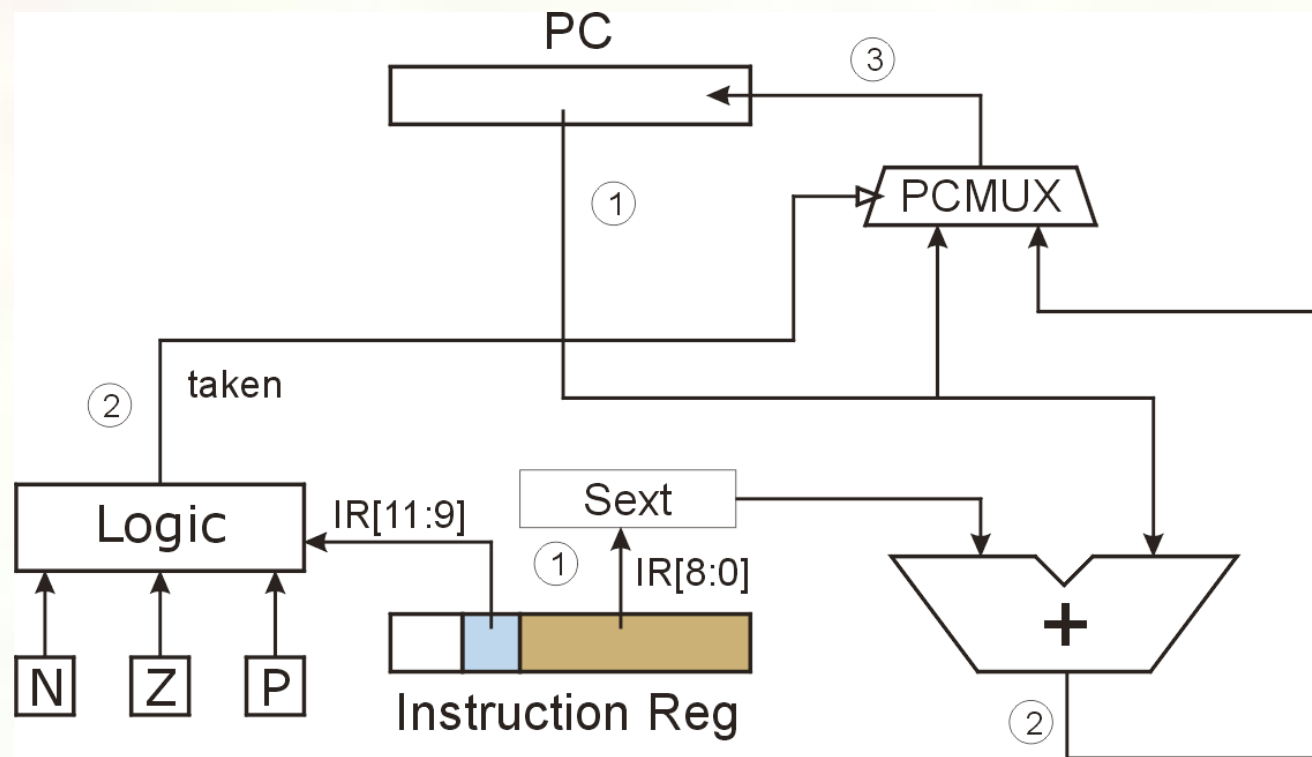 PC
3
1
PCMUX
taken
2
Sext
IR[11:9]
Logic
1
IR[8:0]
+
N
Z
P
Instruction Reg
2